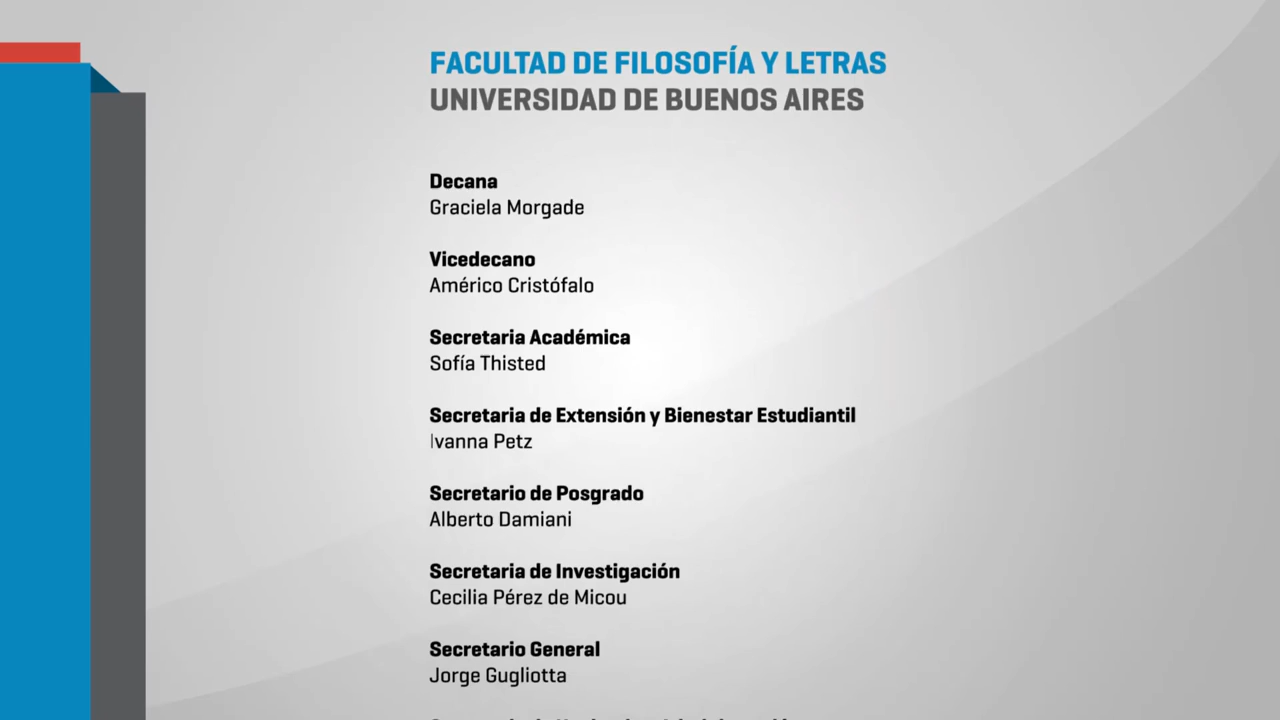 FACULTAD DE FILOSOFÍA Y LETRAS
UNIVERSIDAD DE BUENOS AIRES
Decana
Graciela Morgade
Vicedecano
Américo Cristófalo
Secretaria Académica
Sofía Thisted
Secretaria de Extensión y Bienestar Estudiantil
Ivanna Petz
Secretario de Posgrado
Alberto Damiani
Secretaria de Investigación
Cecilia Pérez de Micou
Secretario General
Jorge Gugliotta